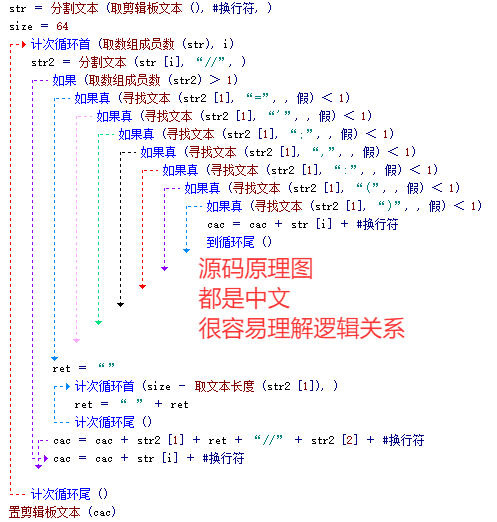 str = 分割文本 (取剪辑板文本 (), #换行符, )
size = 64
计次循环首 (取数组成员数 (str), i)
str2 = 分割文本 (str [i], “//”, )
如果 (取数组成员数 (str2) > 1)
如果真 (寻找文本 (str2 [1], “=”, , 假) < 1)
如果真 (寻找文本 (str2 [1], “'”, , 假) < 1)
如果真 (寻找文本 (str2 [1], “;”, , 假) < 1)
如果真 (寻找文本 (str2 [1], “,”, , 假) < 1)
如果真 (寻找文本 (str2 [1], “:”, , 假) < 1)
如果真 (寻找文本 (str2 [1], “(”, , 假) < 1)
如果真 (寻找文本 (str2 [1], “)”, , 假) < 1)
cac = cac + str [i] + #换行符
到循环尾 ()
源码原理图
都是中文
很容易理解逻辑关系
ret = “”
计次循环首 (size - 取文本长度 (str2 [1]), )
ret = “ ” + ret
计次循环尾 ()
cac = cac + str2 [1] + ret + “//” + str2 [2] + #换行符
cac = cac + str [i] + #换行符
计次循环尾 ()
置剪辑板文本 (cac)